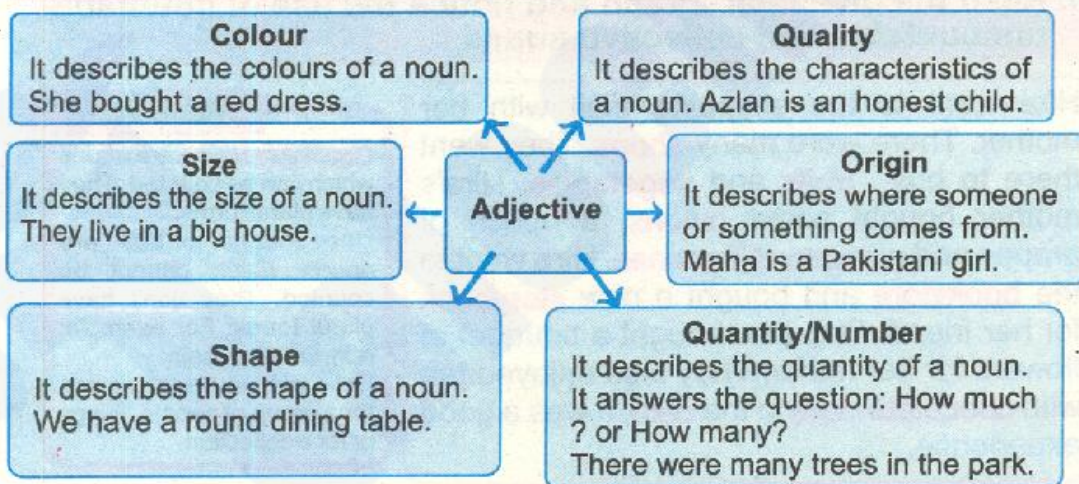 Colour
It describes the colours of a noun.
She bought a red dress.
Quality
It describes the characteristics of
a noun. Azlan is an honest child.
Size
It describes the size of a noun.
They live in a big house.
Adjective
Origin
It describes where someone
or something comes from.
Maha is a Pakistani girl.
Shape
It describes the shape of a noun.
We have a round dining table.
Quantity/Number
It describes the quantity of a noun.
It answers the question: How much
? or How many?
There were many trees in the park.